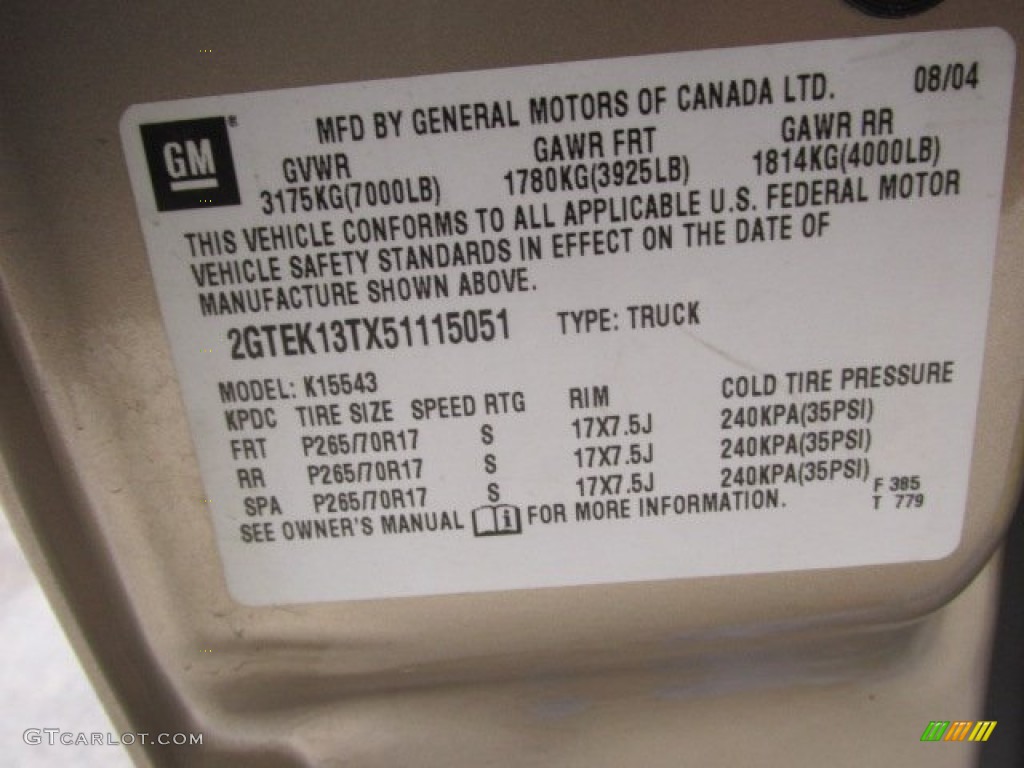 08/04
GM®
MFD BY GENERAL MOTORS OF CANADA LTD.
GVWR GAWR FRT GAWR RR
3175KG(7000LB) 1780KG(3925LB) 1814KG(4000LB)
THIS VEHICLE CONFORMS TO ALL APPLICABLE U.S. FEDERAL MOTOR
VEHICLE SAFETY STANDARDS IN EFFECT ON THE DATE OF
MANUFACTURE SHOWN ABOVE.
2GTEK13TX51115051 TYPE: TRUCK
MODEL: K15543
KPDC TIRE SIZE SPEED RTG RIM COLD TIRE PRESSURE
FRT P265/70R17 S 17X7.5J 240KPA(35PSI)
RR P265/70R17 S 17X7.5J 240KPA(35PSI)
SPA P265/70R17 S 17X7.5J 240KPA(35PSI)
SEE OWNER'S MANUAL i FOR MORE INFORMATION.
F 385
T 779
GTCARLOT.COM